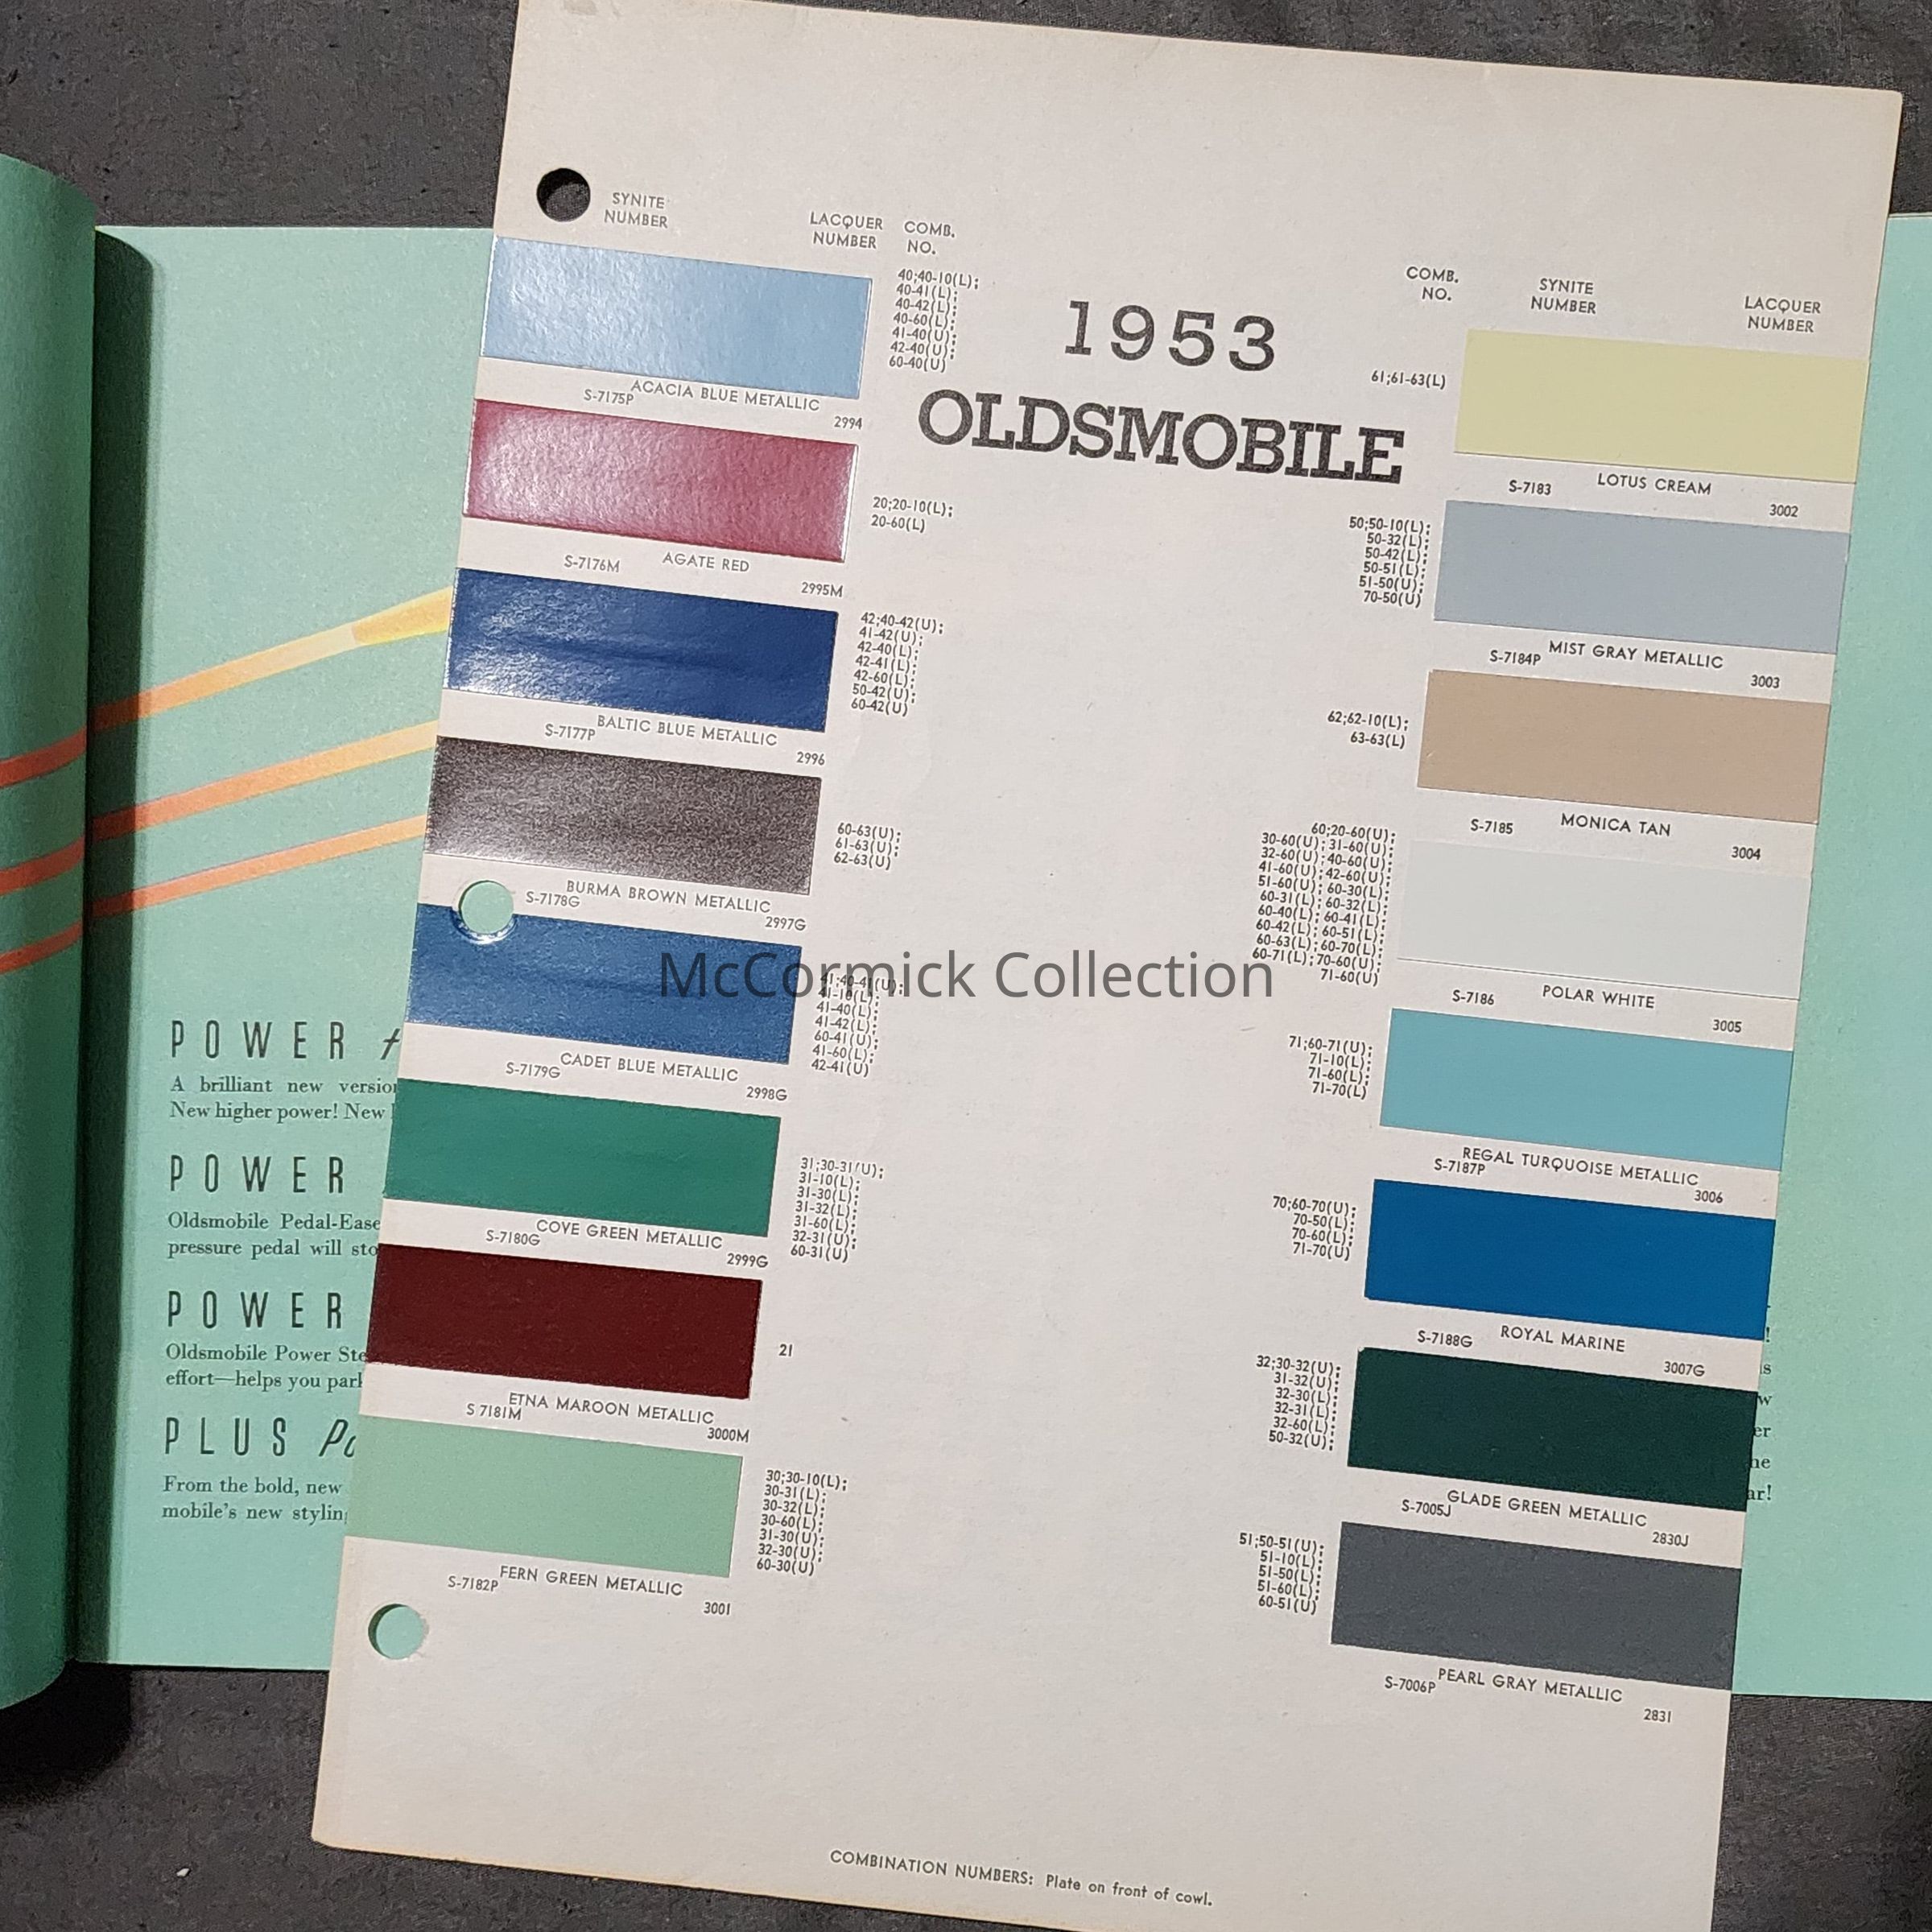 SYNITE
NUMBER
LACQUER
NUMBER
COMB.
NO.
40;40-10(L);
40-41(L);
40-42(L);
40-60(L);
41-40(U);
42-40(U);
60-40(U)
ACACIA BLUE METALLIC
S-7175P
2994
20;20-10(L);
20-60(L)
AGATE RED
S-7176M
2995M
42;40-42(U);
41-42(U);
42-40(L);
42-41(L);
42-60(L);
50-42(U);
60-42(U)
BALTIC BLUE METALLIC
S-7177P
2996
60-63(U);
61-63(U);
62-63(U)
BURMA BROWN METALLIC
S-7178G
2997G
41;40-41(U);
41-10(L);
41-40(L);
41-42(L);
60-41(U);
41-60(L);
42-41(U)
CADET BLUE METALLIC
S-7179G
2998G
31;30-31(U);
31-10(L);
31-30(L);
31-32(L);
31-60(L);
32-31(U);
60-31(U)
COVE GREEN METALLIC
S-7180G
2999G
21
ETNA MAROON METALLIC
S 7181M
3000M
30;30-10(L);
30-31(L);
30-32(L);
30-60(L);
31-30(U);
32-30(U);
60-30(U)
FERN GREEN METALLIC
S-7182P
3001
1953
OLDSMOBILE
COMB.
NO.
SYNITE
NUMBER
LACQUER
NUMBER
61;61-63(L)
LOTUS CREAM
S-7183
3002
50;50-10(L);
50-32(L);
50-42(L);
50-51(L);
51-50(U);
70-50(U)
MIST GRAY METALLIC
S-7184P
3003
62;62-10(L);
63-63(L)
MONICA TAN
S-7185
3004
60;20-60(U);
30-60(U);31-60(U);
32-60(U);40-60(U);
41-60(U);42-60(U);
51-60(U);60-30(L);
60-31(L);60-32(L);
60-40(L);60-41(L);
60-42(L);60-51(L);
60-63(L);60-70(L);
60-71(L);70-60(U);
71-60(U)
POLAR WHITE
S-7186
3005
71;60-71(U);
71-10(L);
71-60(L);
71-70(L)
REGAL TURQUOISE METALLIC
S-7187P
3006
70;60-70(U);
70-50(L);
70-60(L);
71-70(U)
ROYAL MARINE
S-7188G
3007G
32;30-32(U);
31-32(U);
32-30(L);
32-31(L);
32-60(L);
50-32(U);
GLADE GREEN METALLIC
S-7005J
2830J
51;50-51(U);
51-10(L);
51-50(L);
51-60(L);
60-51(U)
PEARL GRAY METALLIC
S-7006P
2831
COMBINATION NUMBERS: Plate on front of cowl.
McCormick Collection
POWER
A brilliant new
New higher power! New
POWER
Oldsmobile Pedal-Ease
pressure pedal will
POWER
Oldsmobile Power
effort—helps you
PLUS
From the bold, new
mobile's new